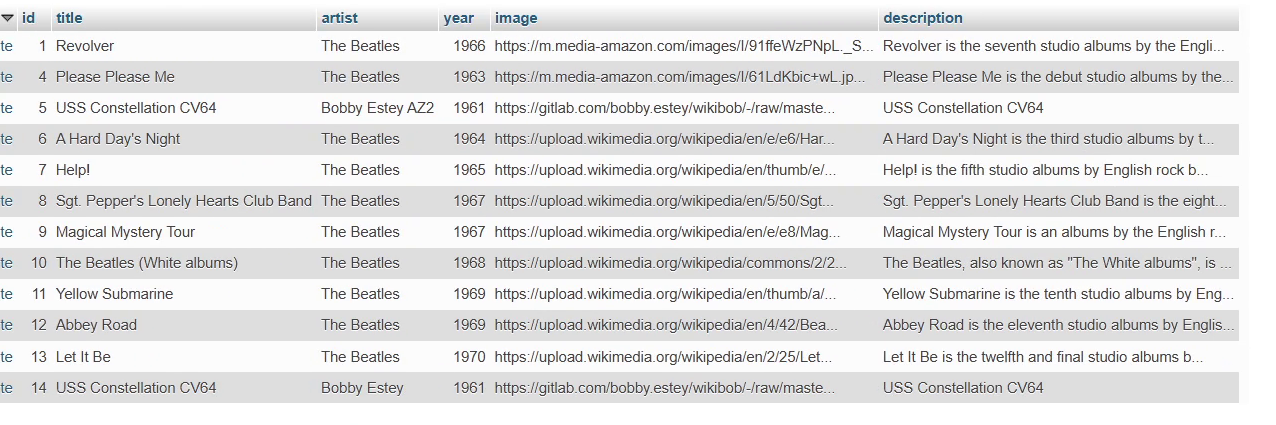 id title artist year image description
te 1 Revolver The Beatles 1966 https://m.media-amazon.com/images/I/91ffeWzPNpL._S... Revolver is the seventh studio albums by the Engli...
te 4 Please Please Me The Beatles 1963 https://m.media-amazon.com/images/I/61LdKbic+wL.jp... Please Please Me is the debut studio albums by the...
te 5 USS Constellation CV64 Bobby Estey AZ2 1961 https://gitlab.com/bobby.estey/wikibob/-/raw/maste... USS Constellation CV64
te 6 A Hard Day's Night The Beatles 1964 https://upload.wikimedia.org/wikipedia/en/e/e6/Har... A Hard Day's Night is the third studio albums by t...
te 7 Help! The Beatles 1965 https://upload.wikimedia.org/wikipedia/en/thumb/e/... Help! is the fifth studio albums by English rock b...
te 8 Sgt. Pepper's Lonely Hearts Club Band The Beatles 1967 https://upload.wikimedia.org/wikipedia/en/5/50/Sgt... Sgt. Pepper's Lonely Hearts Club Band is the eight...
te 9 Magical Mystery Tour The Beatles 1967 https://upload.wikimedia.org/wikipedia/en/e/e8/Mag... Magical Mystery Tour is an albums by the English r...
te 10 The Beatles (White albums) The Beatles 1968 https://upload.wikimedia.org/wikipedia/commons/2/2... The Beatles, also known as "The White albums", is ...
te 11 Yellow Submarine The Beatles 1969 https://upload.wikimedia.org/wikipedia/en/thumb/a/... Yellow Submarine is the tenth studio albums by Eng...
te 12 Abbey Road The Beatles 1969 https://upload.wikimedia.org/wikipedia/en/4/42/Bea... Abbey Road is the eleventh studio albums by Englis...
te 13 Let It Be The Beatles 1970 https://upload.wikimedia.org/wikipedia/en/2/25/Let... Let It Be is the twelfth and final studio albums b...
te 14 USS Constellation CV64 Bobby Estey 1961 https://gitlab.com/bobby.estey/wikibob/-/raw/maste... USS Constellation CV64